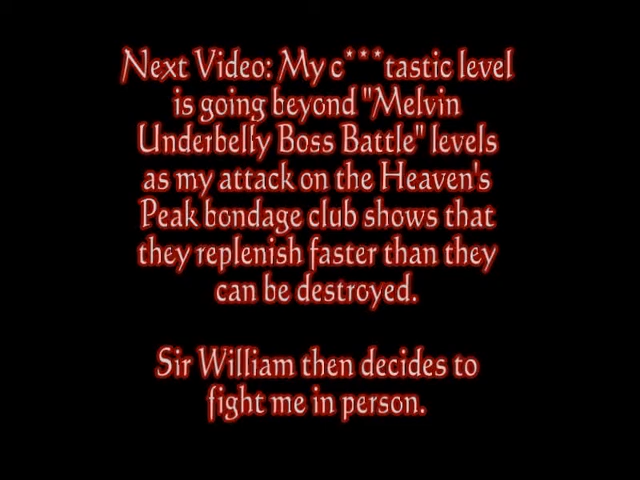 Next Video: My c***tastic level
is going beyond "Melvin
Underbelly Boss Battle" levels
as my attack on the Heaven's
Peak bondage club shows that
they replenish faster than they
can be destroyed.
Sir William then decides to
fight me in person.